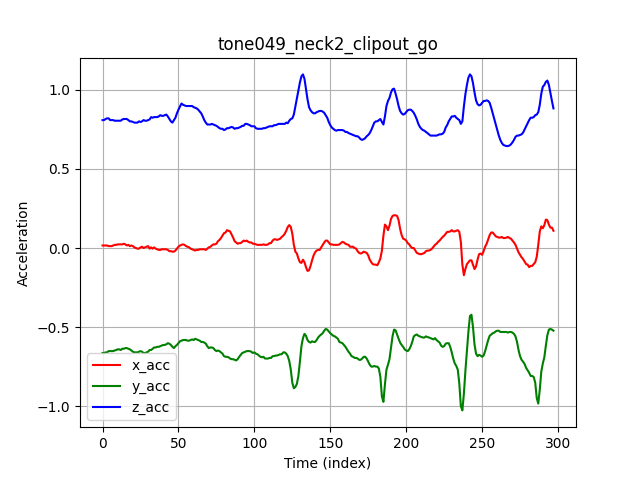 tone049_neck2_clipout_go
1.0
0.5
0.0
−0.5
−1.0
Acceleration
x_acc
y_acc
z_acc
0 50 100 150 200 250 300
Time (index)